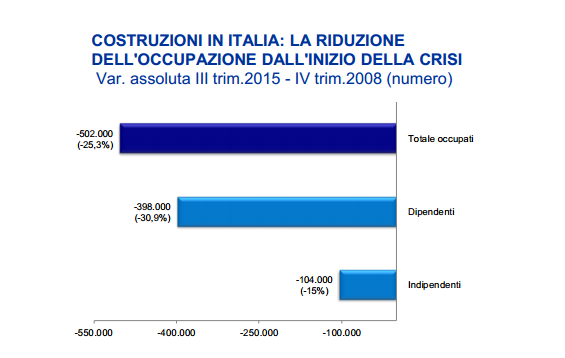 COSTRUZIONI IN ITALIA: LA RIDUZIONE
DELL'OCCUPAZIONE DALL'INIZIO DELLA CRISI
Var. assoluta III trim.2015 - IV trim.2008 (numero)
-502.000
(-25,3%)
Totale occupati
-398.000
(-30,9%)
Dipendenti
-104.000
(-15%)
Indipendenti
-550.000 -400.000 -250.000 -100.000